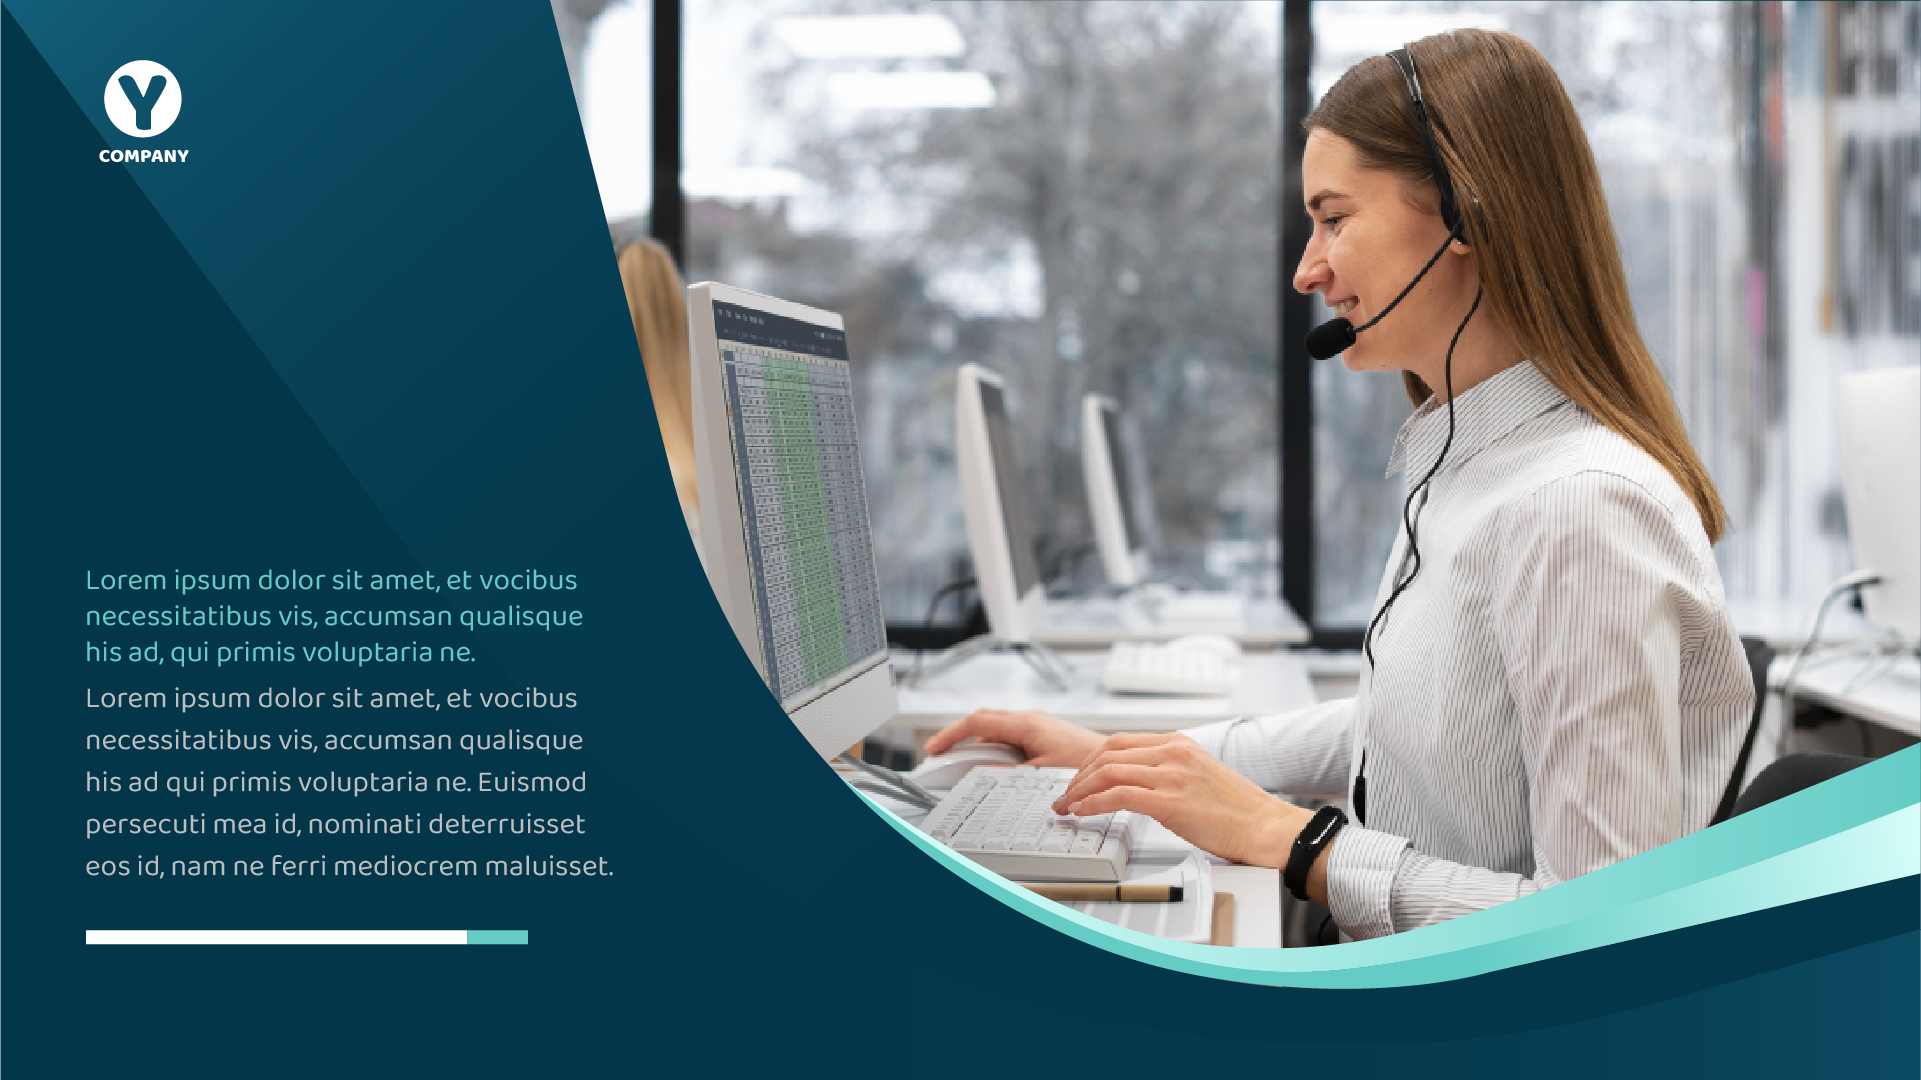 Y
COMPANY
Lorem ipsum dolor sit amet, et vocibus
necessitatibus vis, accumsan qualisque
his ad, qui primis voluptaria ne.
Lorem ipsum dolor sit amet, et vocibus
necessitatibus vis, accumsan qualisque
his ad qui primis voluptaria ne. Euismod
persecuti mea id, nominati deterruisset
eos id, nam ne ferri mediocrem maluisset.